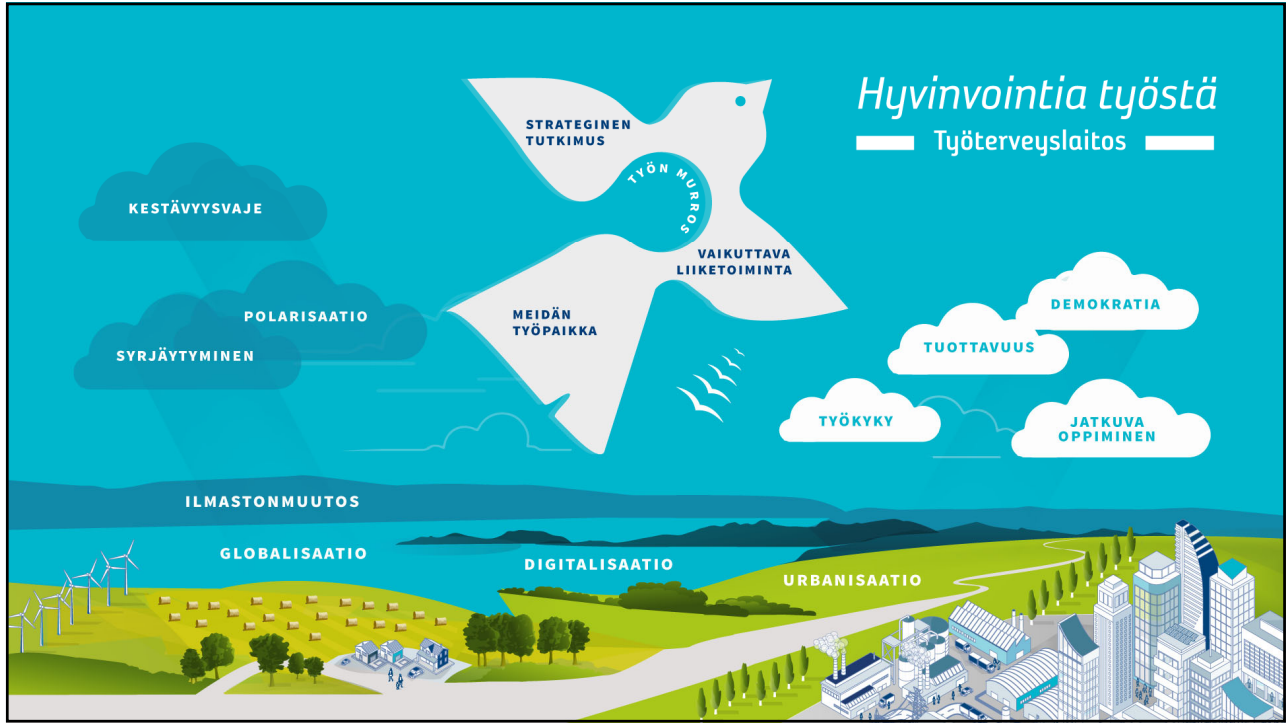 Hyvinvointia työstä
Työterveyslaitos
STRATEGINEN
TUTKIMUS
TYÖN MURROS
VAIKUTTAVA
LIIKETOIMINTA
MEIDÄN
TYÖPAIKKA
KESTÄVYYSVAJE
POLARISAATIO
SYRJÄYTYMINEN
DEMOKRATIA
TUOTTAVUUS
TYÖKYKY
JATKUVA
OPPIMINEN
ILMASTONMUUTOS
GLOBALISAATIO
DIGITALISAATIO
URBANISAATIO